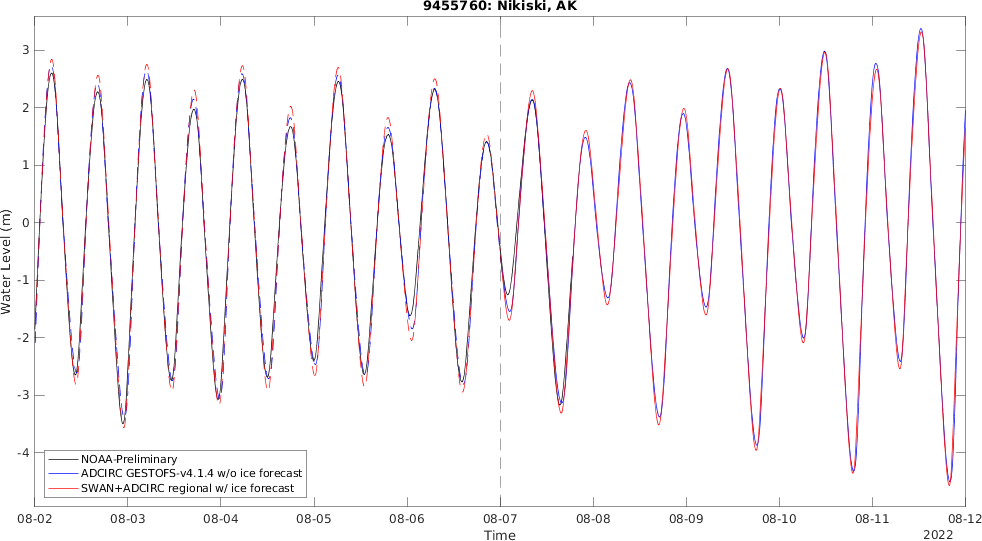 9455760: Nikiski, AK
Water Level (m)
3
2
1
0
-1
-2
-3
-4
NOAA-Preliminary
ADCIRC GESTOFS-v4.1.4 w/o ice forecast
SWAN+ADCIRC regional w/ ice forecast
08-02 08-03 08-04 08-05 08-06 08-07 08-08 08-09 08-10 08-11 08-12
Time
2022